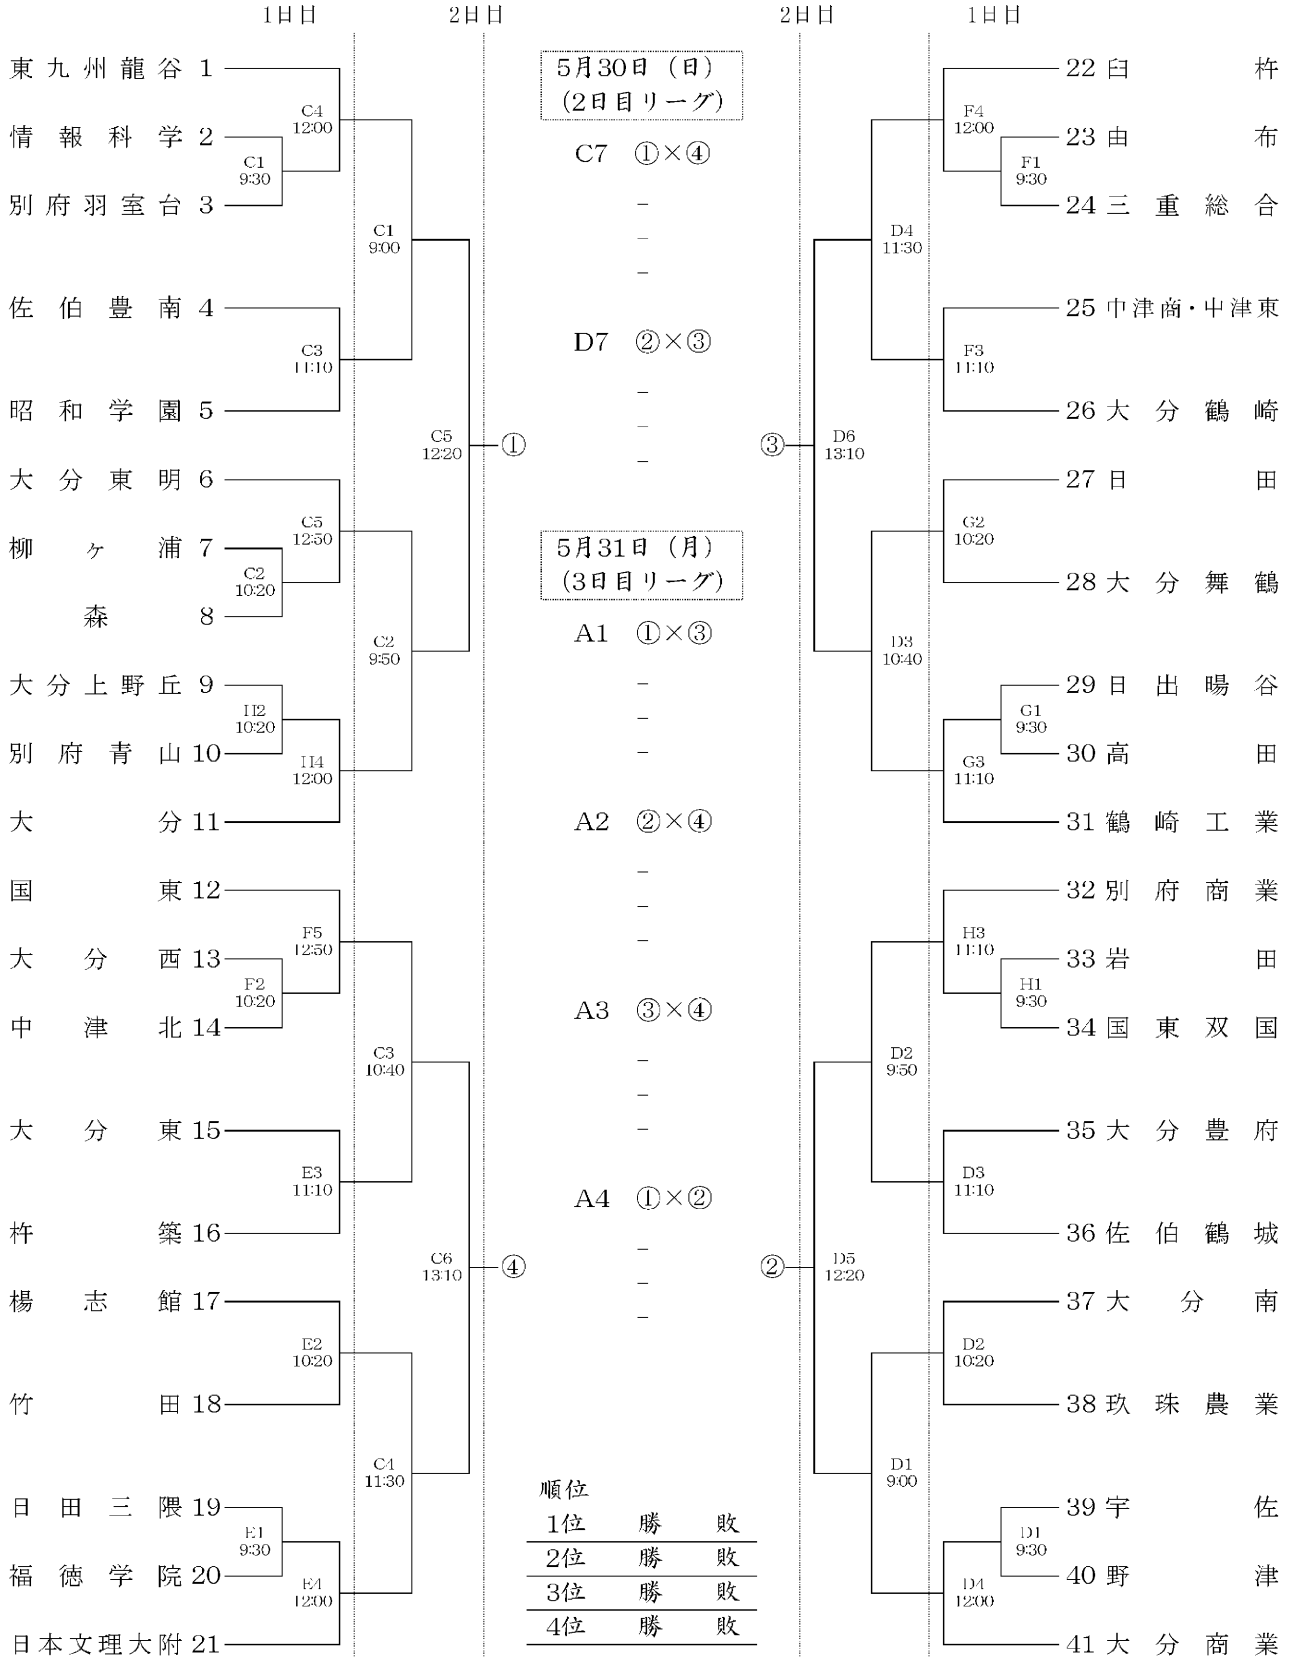 1日目 2日目 2日目 1日目
東九州龍谷 1
情報科学 2
別府羽室台 3
佐伯豊南 4
昭和学園 5
大分東明 6
柳ヶ浦 7
森 8
大分上野丘 9
別府青山 10
大分 11
国東 12
大分西 13
中津北 14
大分東 15
杵築 16
楊志館 17
竹田 18
日田三隈 19
福徳学院 20
日本文理大附 21
C4
12:00
C1
9:30
C3
11:10
C5
12:50
C2
10:20
H2
10:20
H4
12:00
F5
12:50
F2
10:20
E3
11:10
E2
10:20
E1
9:30
E4
12:00
C1
9:00
C2
9:50
C3
10:40
C4
11:30
C5
12:20
①
C6
13:10
④
5月30日（日）
(2日目リーグ)
C7 ①×④
−
−
−
D7 ②×③
−
−
−
5月31日（月）
(3日目リーグ)
A1 ①×③
−
−
−
A2 ②×④
−
−
−
A3 ③×④
−
−
−
A4 ①×②
−
−
−
順位
1位 勝 敗
2位 勝 敗
3位 勝 敗
4位 勝 敗
③
D6
13:10
②
D5
12:20
D4
11:30
D3
10:40
D2
9:50
D1
9:00
F4
12:00
F1
9:30
F3
11:10
G2
10:20
G1
9:30
G3
11:10
H3
11:10
H1
9:30
D3
11:10
D2
10:20
D1
9:30
D4
12:00
22 臼杵
23 由布
24 三重総合
25 中津商・中津東
26 大分鶴崎
27 日田
28 大分舞鶴
29 日出暘谷
30 高田
31 鶴崎工業
32 別府商業
33 岩田
34 国東双国
35 大分豊府
36 佐伯鶴城
37 大分南
38 玖珠農業
39 宇佐
40 野津
41 大分商業